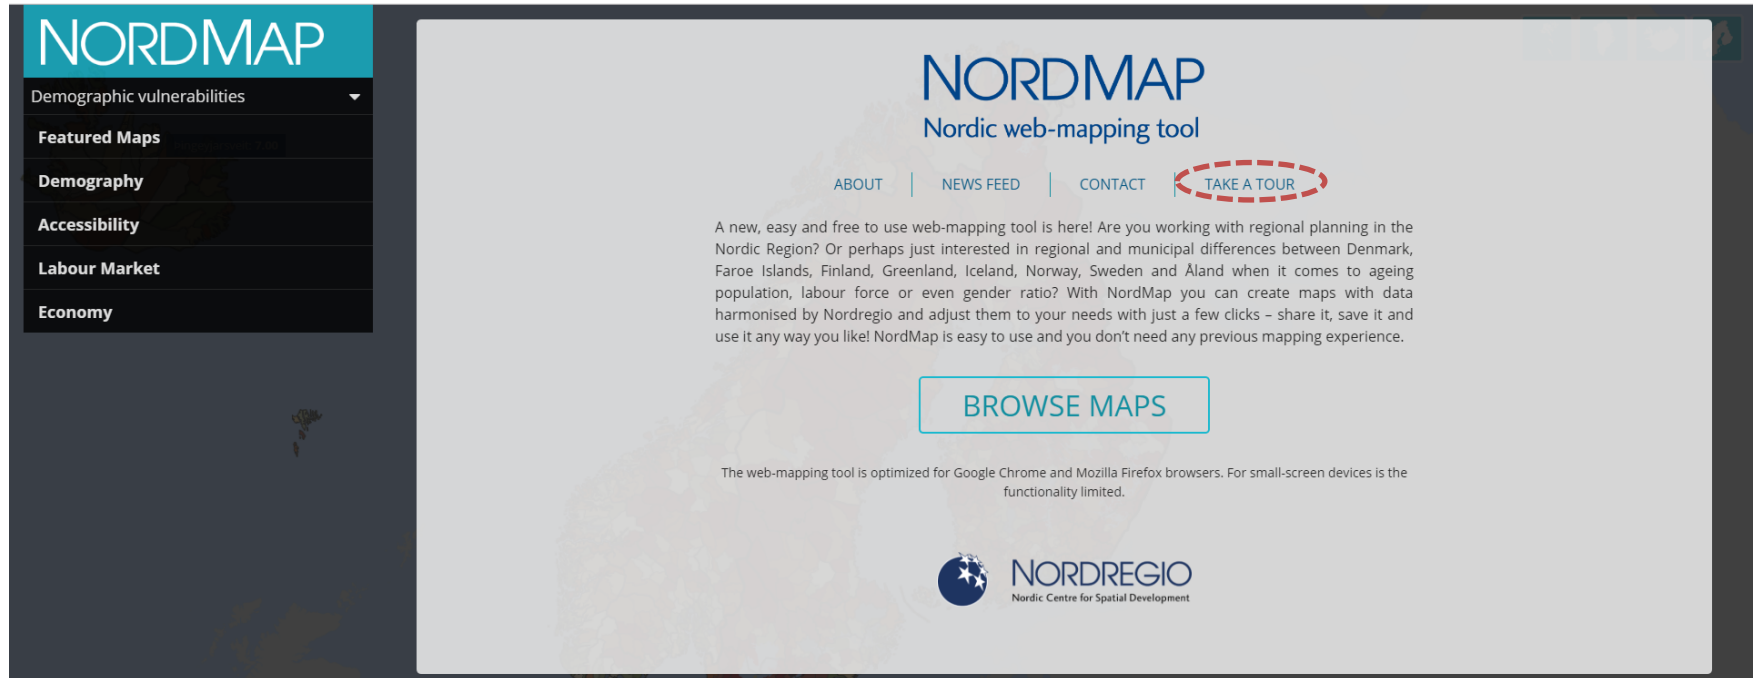 NORDMAP
Demographic vulnerabilities
Featured Maps
Demography
Accessibility
Labour Market
Economy
NORDMAP
Nordic web-mapping tool
ABOUT
NEWS FEED
CONTACT
TAKE A TOUR
A new, easy and free to use web-mapping tool is here! Are you working with regional planning in the
Nordic Region? Or perhaps just interested in regional and municipal differences between Denmark,
Faroe Islands, Finland, Greenland, Iceland, Norway, Sweden and Åland when it comes to ageing
population, labour force or even gender ratio? With NordMap you can create maps with data
harmonised by Nordregio and adjust them to your needs with just a few clicks – share it, save it and
use it any way you like! NordMap is easy to use and you don't need any previous mapping experience.
BROWSE MAPS
The web-mapping tool is optimized for Google Chrome and Mozilla Firefox browsers. For small-screen devices is the
functionality limited.
NORDREGIO
Nordic Centre for Spatial Development